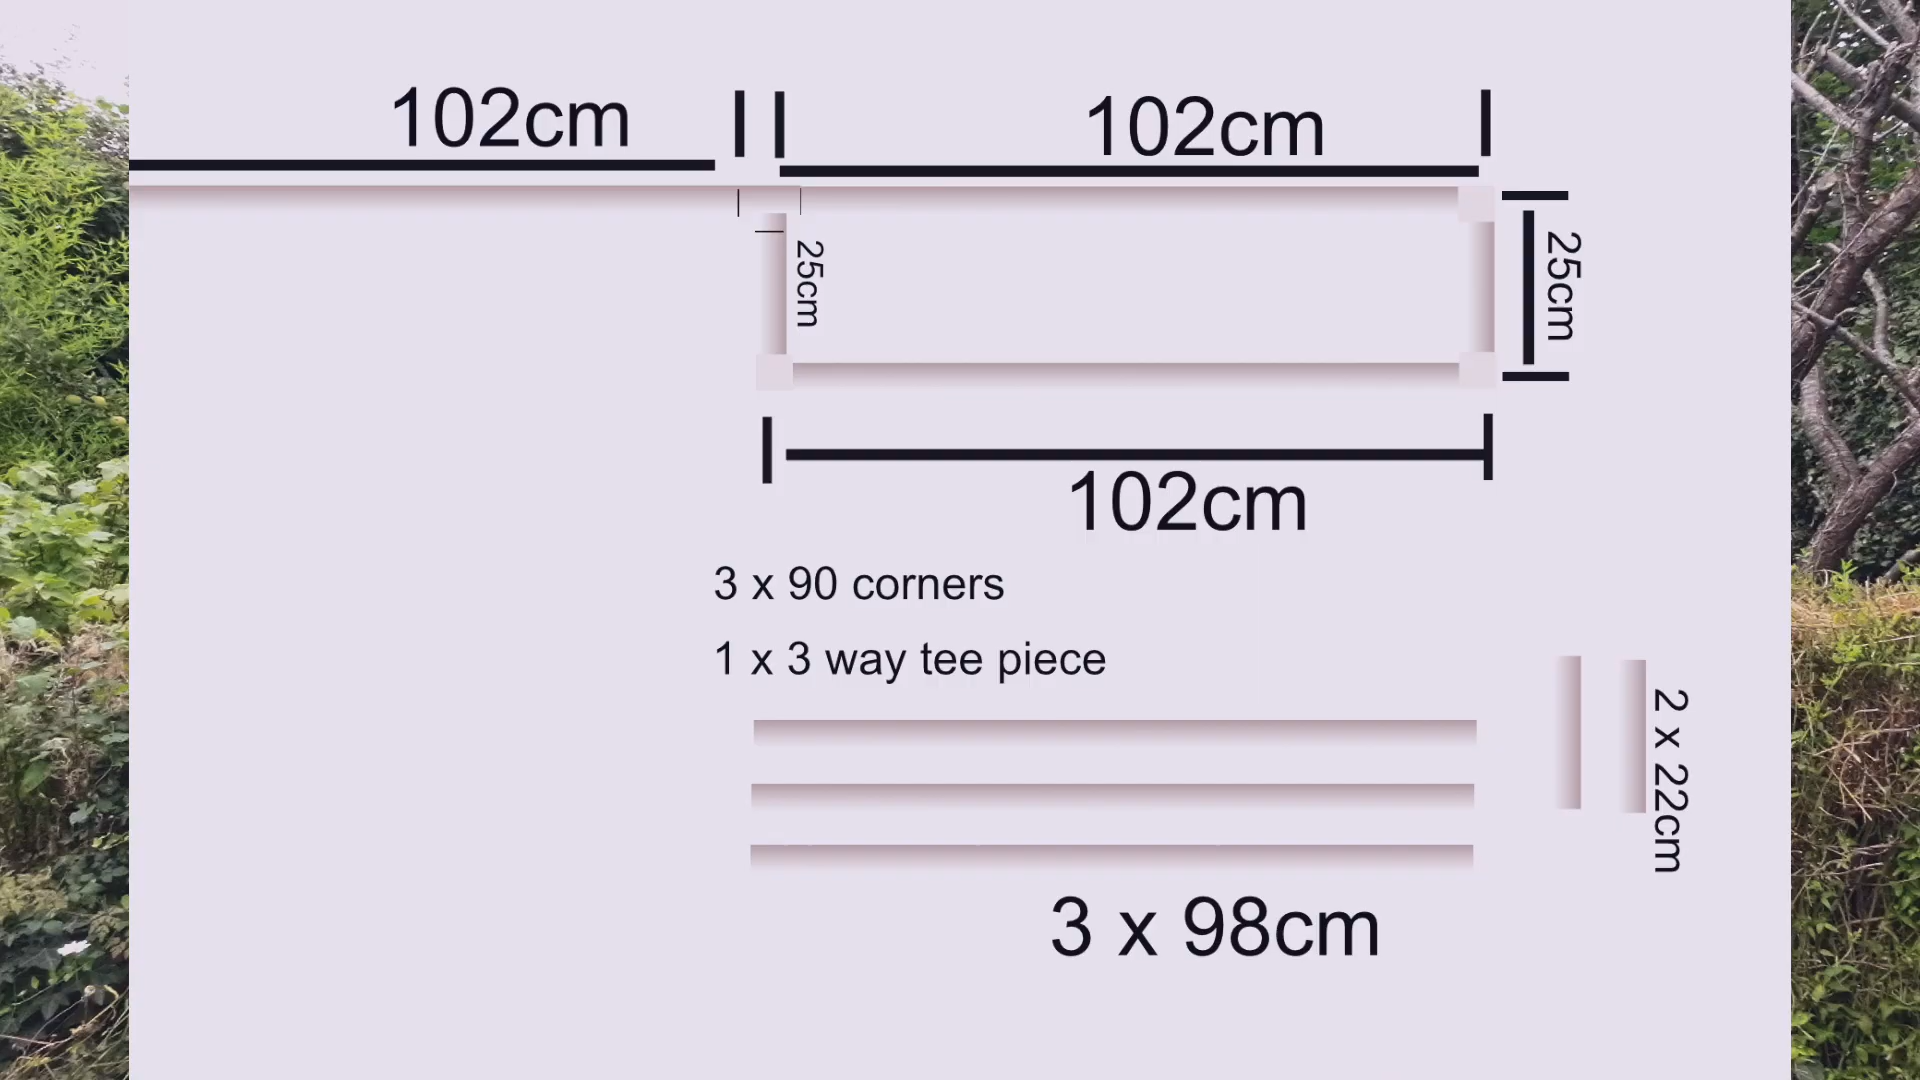 102cm
102cm
25cm
25cm
102cm
3 x 90 corners
1 x 3 way tee piece
2 x 22cm
3 x 98cm